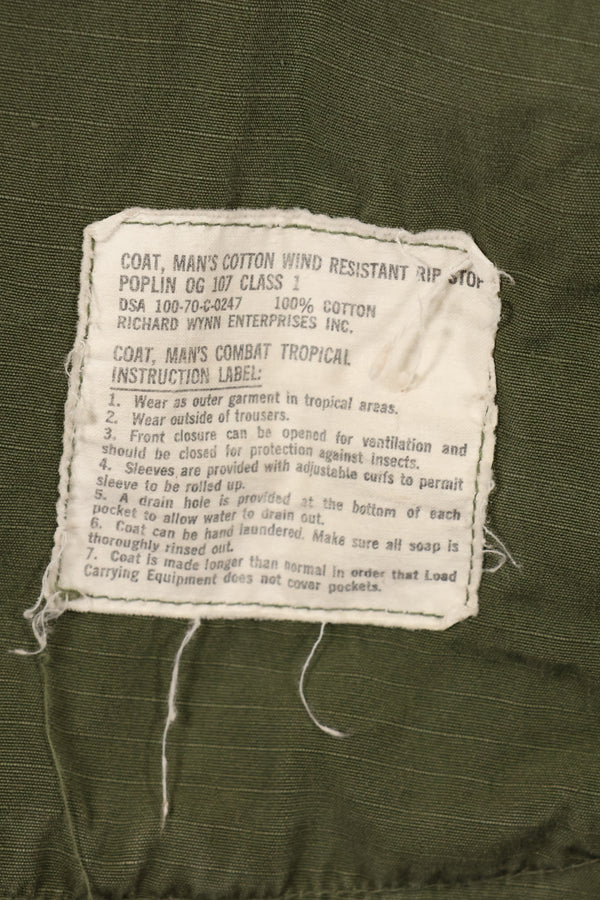 COAT, MAN'S COTTON WIND RESISTANT RIP STOP
POPLIN OG 107 CLASS 1
DSA 100-70-C-0247 100% COTTON
RICHARD WYNN ENTERPRISES INC.
COAT, MAN'S COMBAT TROPICAL
INSTRUCTION LABEL:
1. Wear as outer garment in tropical areas.
2. Wear outside of trousers.
3. Front closure can be opened for ventilation and
should be closed for protection against insects.
4. Sleeves are provided with adjustable cuffs to permit
sleeve to be rolled up.
5. A drain hole is provided at the bottom of each
pocket to allow water to drain out.
6. Coat can be hand laundered. Make sure all soap is
thoroughly rinsed out.
7. Coat is made longer than normal in order that Load
Carrying Equipment does not cover pockets.